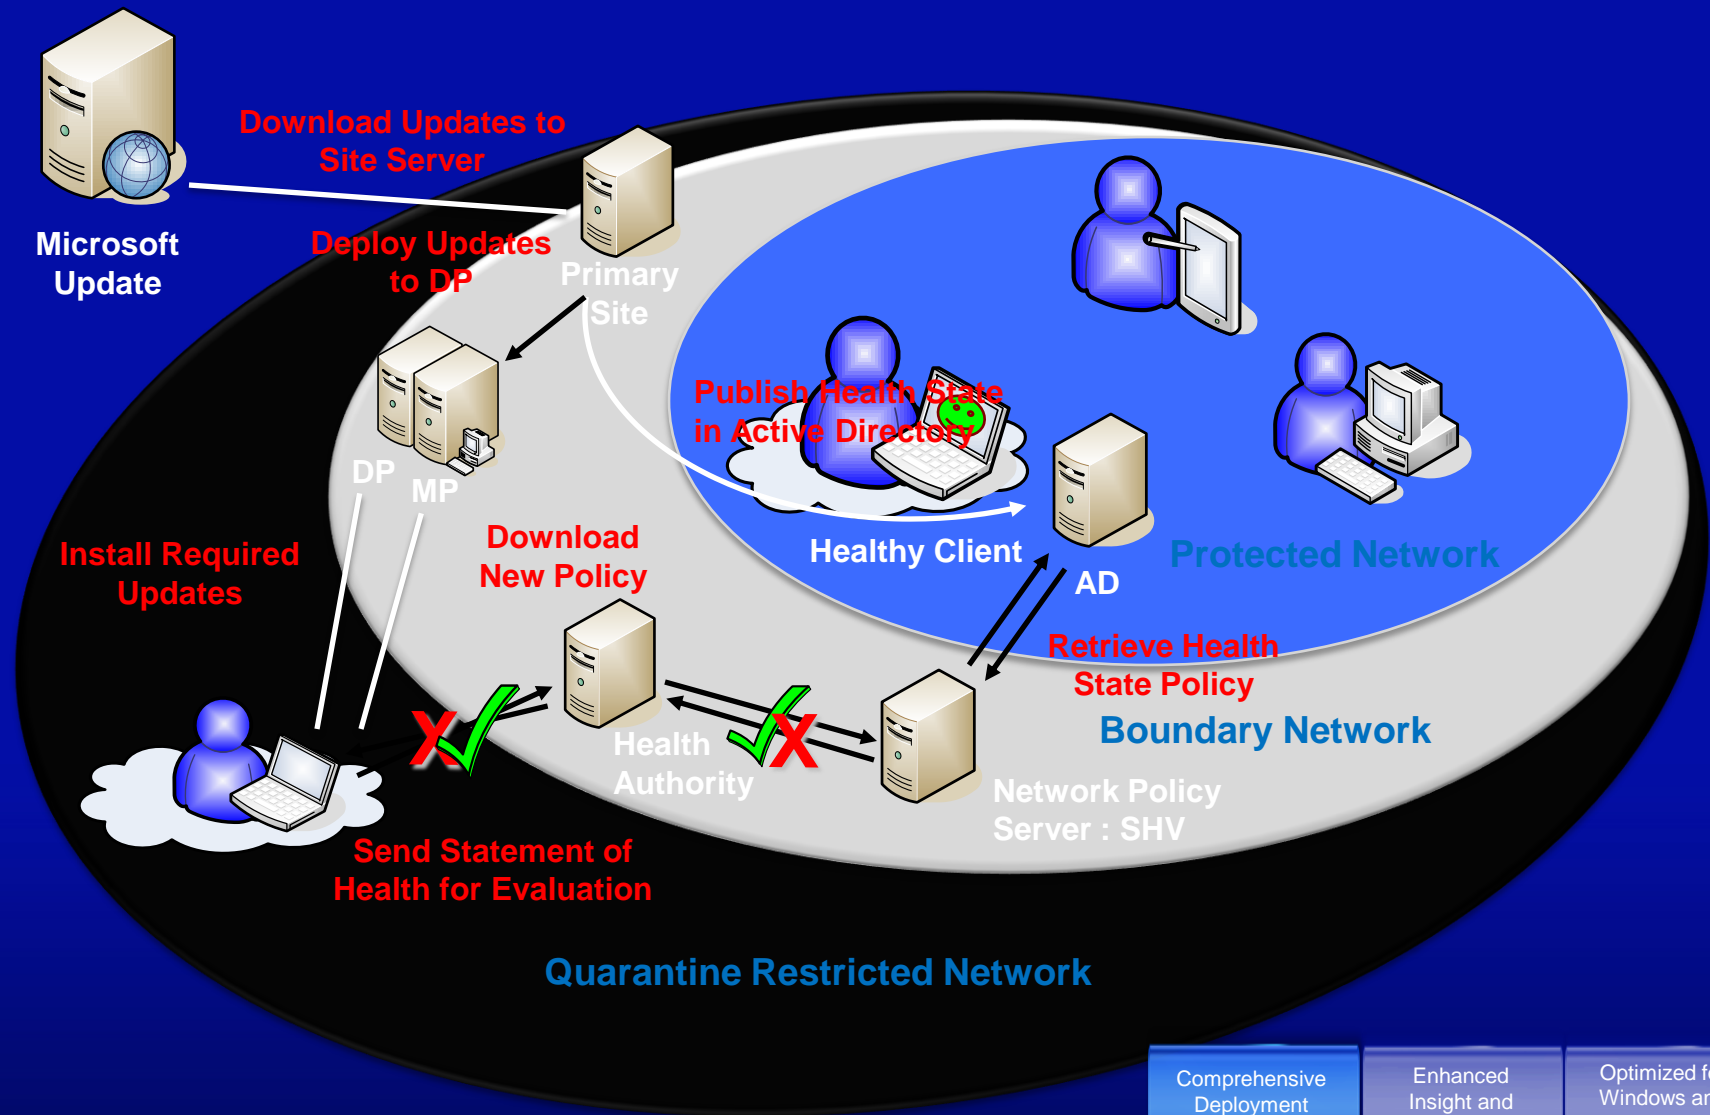 Download Updates to
Site Server
Microsoft
Update
Deploy Updates
to DP
Primary
Site
Publish Health State
in Active Directory
DP
MP
Install Required
Updates
Download
New Policy
Healthy Client
AD
Protected Network
Retrieve Health
State Policy
Boundary Network
X
X
Health
Authority
Network Policy
Server : SHV
Send Statement of
Health for Evaluation
Quarantine Restricted Network
Comprehensive
Deployment
Enhanced
Insight and
Optimized
Windows